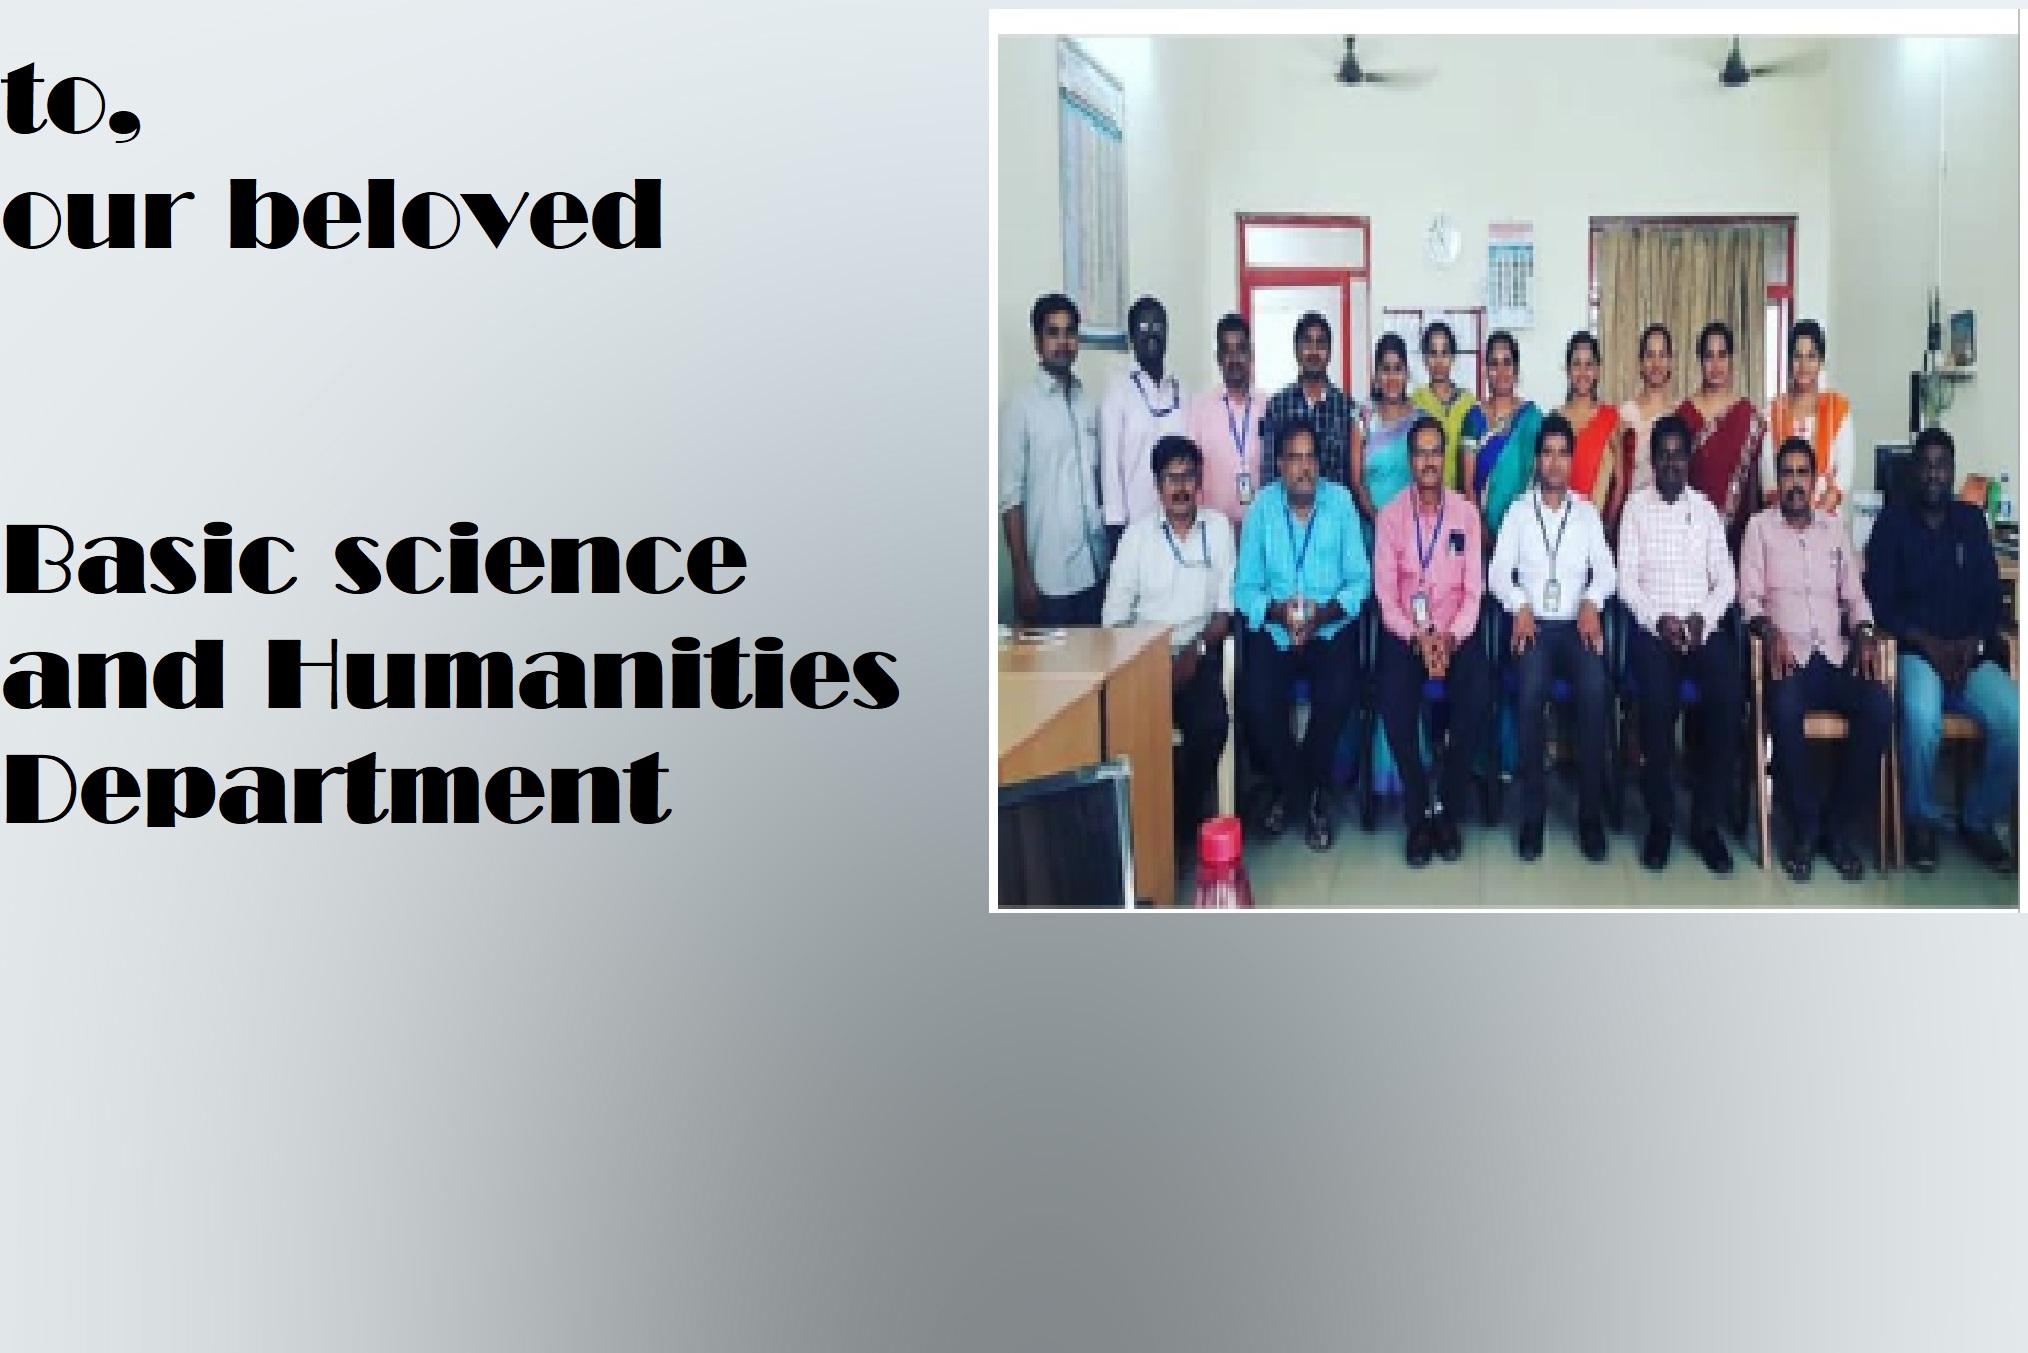 to,
our beloved
Basic science
and Humanities
Department